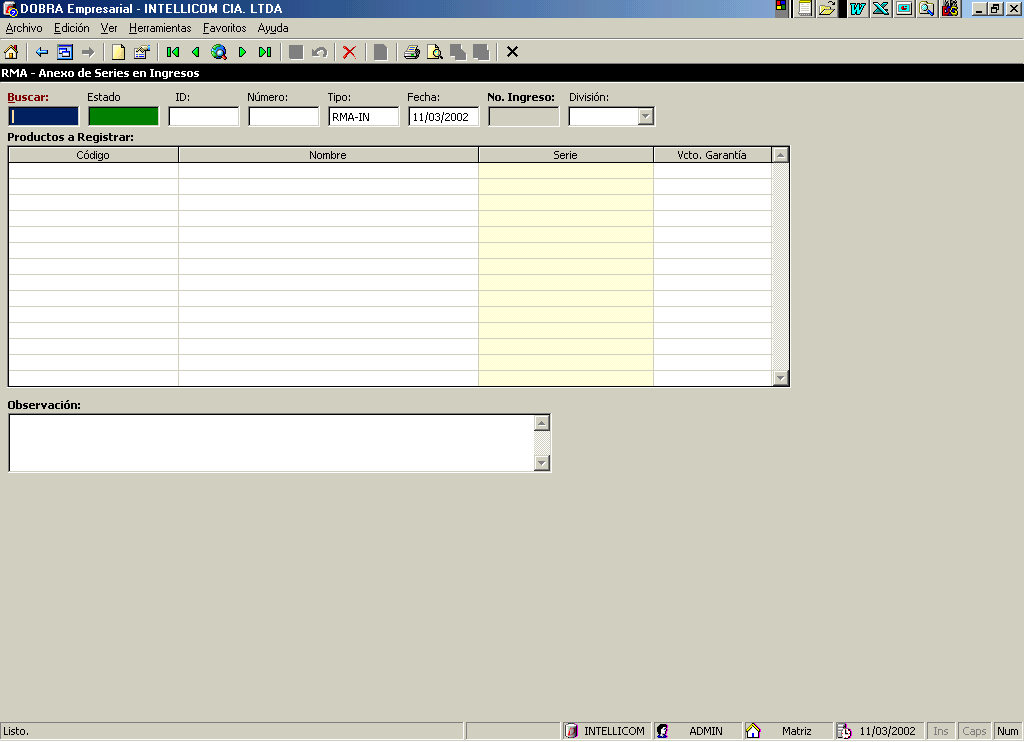 DOBRA Empresarial - INTELLICOM CIA. LTDA
Archivo Edición Ver Herramientas Favoritos Ayuda
RMA - Anexo de Series en Ingresos
Buscar: Estado ID: Número: Tipo: Fecha: No. Ingreso: División:
RMA-IN 11/03/2002
Productos a Registrar:
Código Nombre Serie Vcto. Garantía
Observación:
Listo. INTELLICOM ADMIN Matriz 11/03/2002 Ins Caps Num